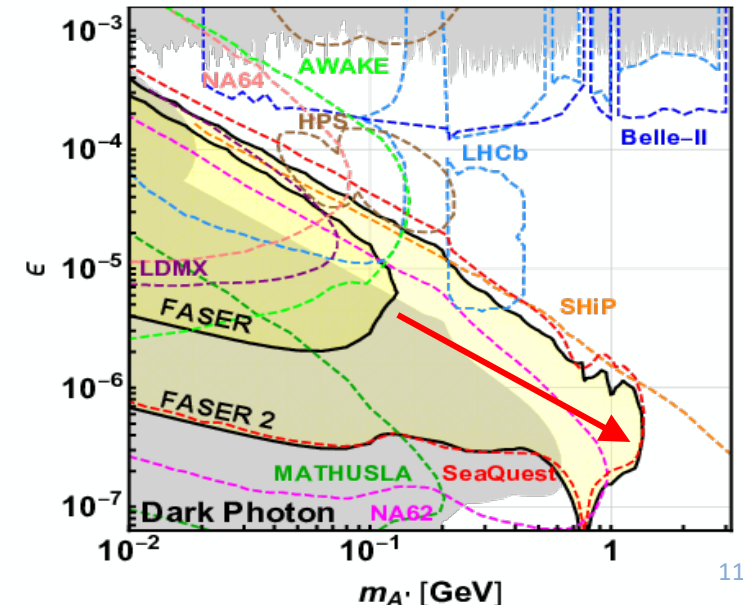 10⁻³
NA64
AWAKE
HPS
10⁻⁴
LHCb
Belle–II
ϵ
10⁻⁵
LDMX
FASER
SHiP
10⁻⁶
FASER 2
MATHUSLA
SeaQuest
10⁻⁷
Dark Photon
NA62
10⁻² 10⁻¹ 1
11
m_A' [GeV]